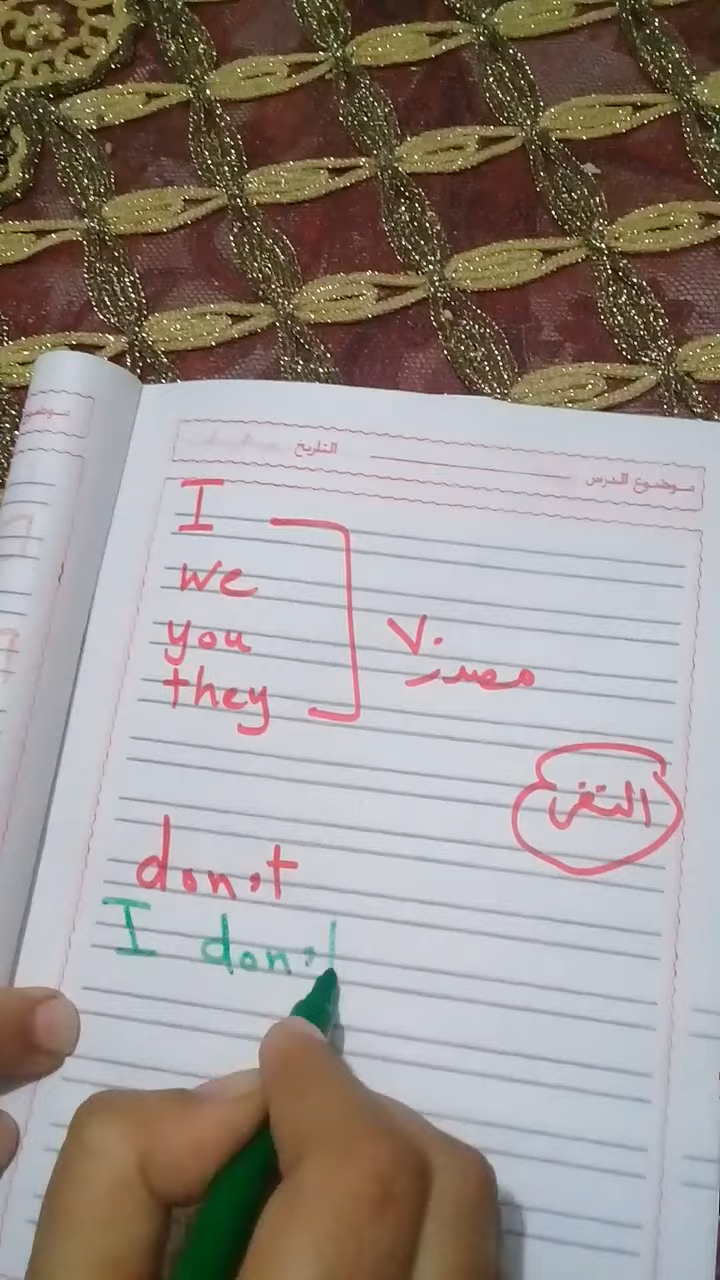 موضوع الدرس التاريخ
I
we
you
they
V.
مصدر
النفي
don,t
I don,t